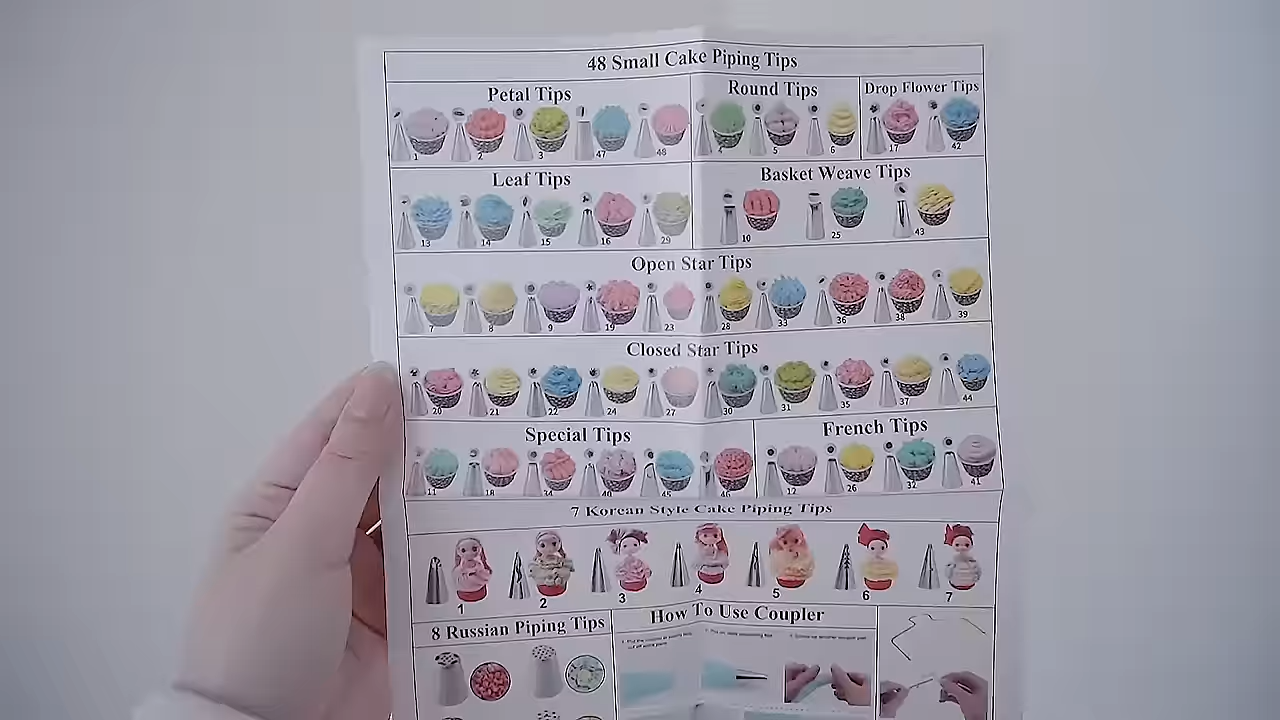 48 Small Cake Piping Tips
Petal Tips
1 2 3 47 48
Round Tips
4 5 6
Drop Flower Tips
17 42
Leaf Tips
13 14 15 16 29
Basket Weave Tips
10 25 43
Open Star Tips
7 8 9 19 23 28 33 36 38 39
Closed Star Tips
20 21 22 24 27 30 31 35 37 44
Special Tips
11 18 34 40 45 46
French Tips
12 26 32 41
7 Korean Style Cake Piping Tips
1 2 3 4 5 6 7
8 Russian Piping Tips
How To Use Coupler